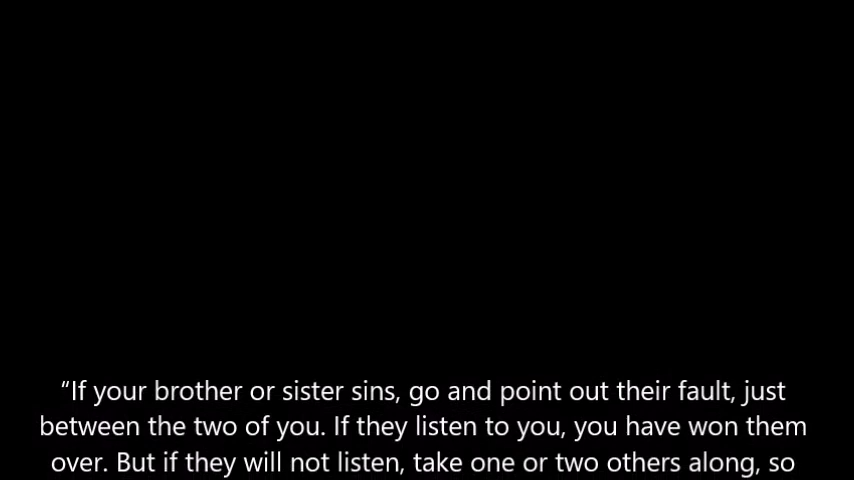 “If your brother or sister sins, go and point out their fault, just
between the two of you. If they listen to you, you have won them
over. But if they will not listen, take one or two others along, so